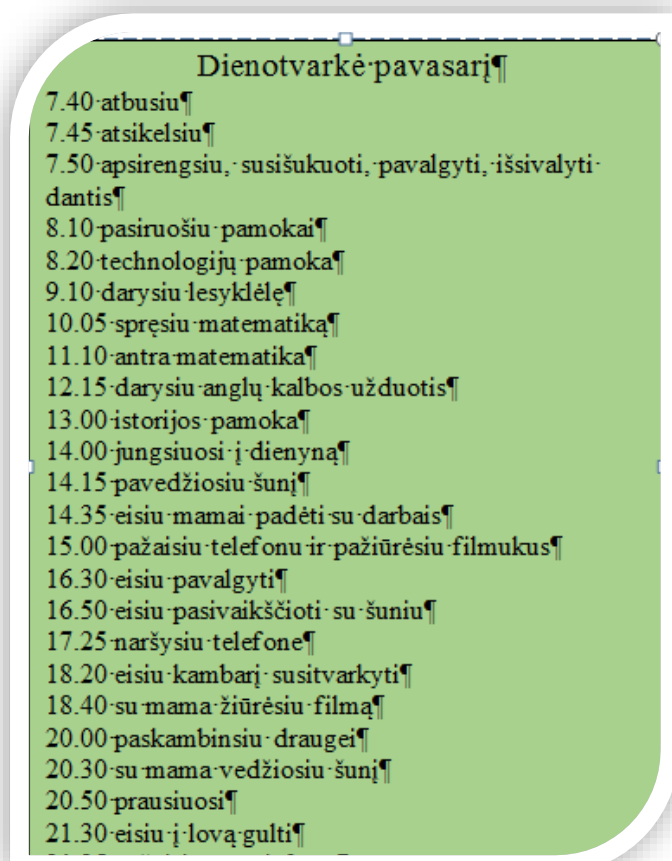 Dienotvarkė pavasarį¶
7.40 atbusiu¶
7.45 atsikelsiu¶
7.50 apsirengsiu, susišukuoti, pavalgyti, išsivalyti
dantis¶
8.10 pasiruošiu pamokai¶
8.20 technologijų pamoka¶
9.10 darysiu lesyklėlę¶
10.05 spręsiu matematiką¶
11.10 antra matematika¶
12.15 darysiu anglų kalbos užduotis¶
13.00 istorijos pamoka¶
14.00 jungsiuosi į dienyną¶
14.15 pavedžiosiu šunį¶
14.35 eisiu mamai padėti su darbais¶
15.00 pažaisiu telefonu ir pažiūrėsiu filmukus¶
16.30 eisiu pavalgyti¶
16.50 eisiu pasivaikščioti su šuniu¶
17.25 naršysiu telefone¶
18.20 eisiu kambarį susitvarkyti¶
18.40 su mama žiūrėsiu filmą¶
20.00 paskambinsiu draugei¶
20.30 su mama vedžiosiu šunį¶
20.50 prausiuosi¶
21.30 eisiu į lovą gulti¶